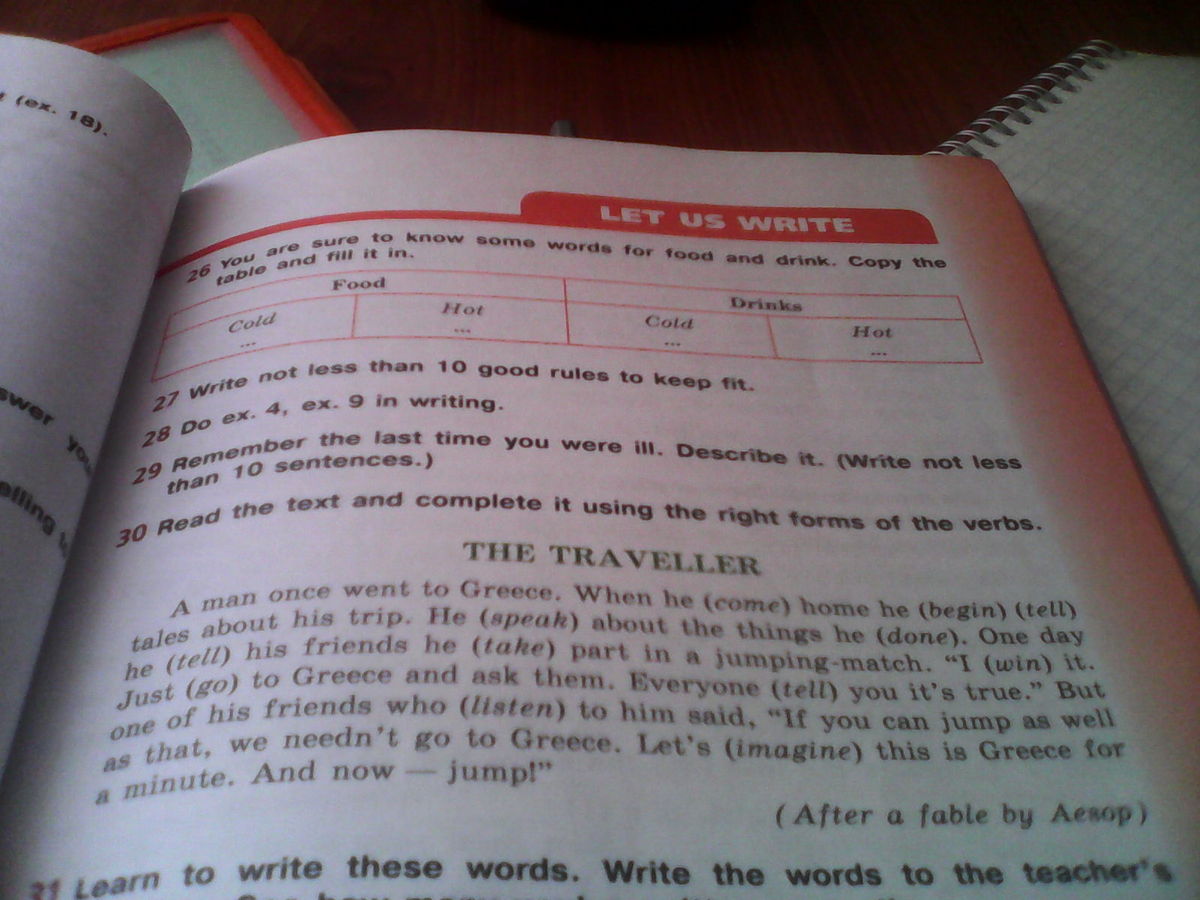 t (ex. 18).
swer you
elling to
LET US WRITE
26 You are sure to know some words for food and drink. Copy the
table and fill it in.
Food Drinks
Cold Hot Cold Hot
... ... ... ...
27 Write not less than 10 good rules to keep fit.
28 Do ex. 4, ex. 9 in writing.
29 Remember the last time you were ill. Describe it. (Write not less
than 10 sentences.)
30 Read the text and complete it using the right forms of the verbs.
THE TRAVELLER
A man once went to Greece. When he (come) home he (begin) (tell)
tales about his trip. He (speak) about the things he (done). One day
he (tell) his friends he (take) part in a jumping-match. “I (win) it.
Just (go) to Greece and ask them. Everyone (tell) you it's true.” But
one of his friends who (listen) to him said, “If you can jump as well
as that, we needn't go to Greece. Let's (imagine) this is Greece for
a minute. And now — jump!”
(After a fable by Aesop)
31 Learn to write these words. Write the words to the teacher's